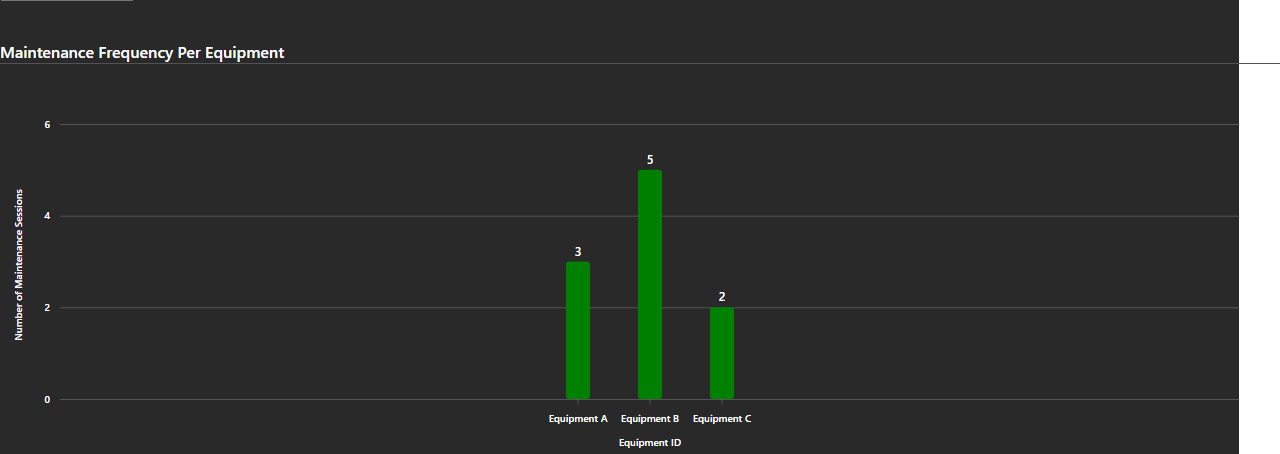 Maintenance Frequency Per Equipment
6
4
2
0
Number of Maintenance Sessions
3
5
2
Equipment A
Equipment B
Equipment C
Equipment ID